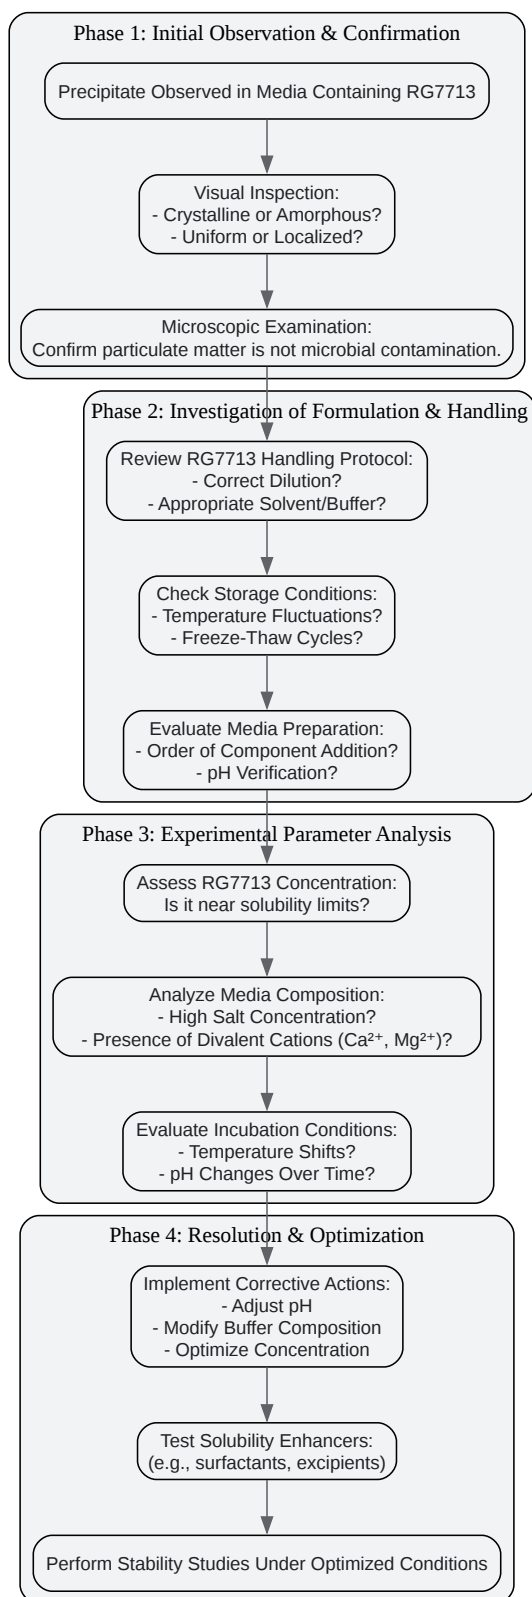 Phase 1: Initial Observation & Confirmation
Precipitate Observed in Media Containing RG7713
Visual Inspection:
- Crystalline or Amorphous?
- Uniform or Localized?
Microscopic Examination:
Confirm particulate matter is not microbial contamination.
Phase 2: Investigation of Formulation & Handling
Review RG7713 Handling Protocol:
- Correct Dilution?
- Appropriate Solvent/Buffer?
Check Storage Conditions:
- Temperature Fluctuations?
- Freeze-Thaw Cycles?
Evaluate Media Preparation:
- Order of Component Addition?
- pH Verification?
Phase 3: Experimental Parameter Analysis
Assess RG7713 Concentration:
Is it near solubility limits?
Analyze Media Composition:
- High Salt Concentration?
- Presence of Divalent Cations (Ca²⁺, Mg²⁺)?
Evaluate Incubation Conditions:
- Temperature Shifts?
- pH Changes Over Time?
Phase 4: Resolution & Optimization
Implement Corrective Actions:
- Adjust pH
- Modify Buffer Composition
- Optimize Concentration
Test Solubility Enhancers:
(e.g., surfactants, excipients)
Perform Stability Studies Under Optimized Conditions